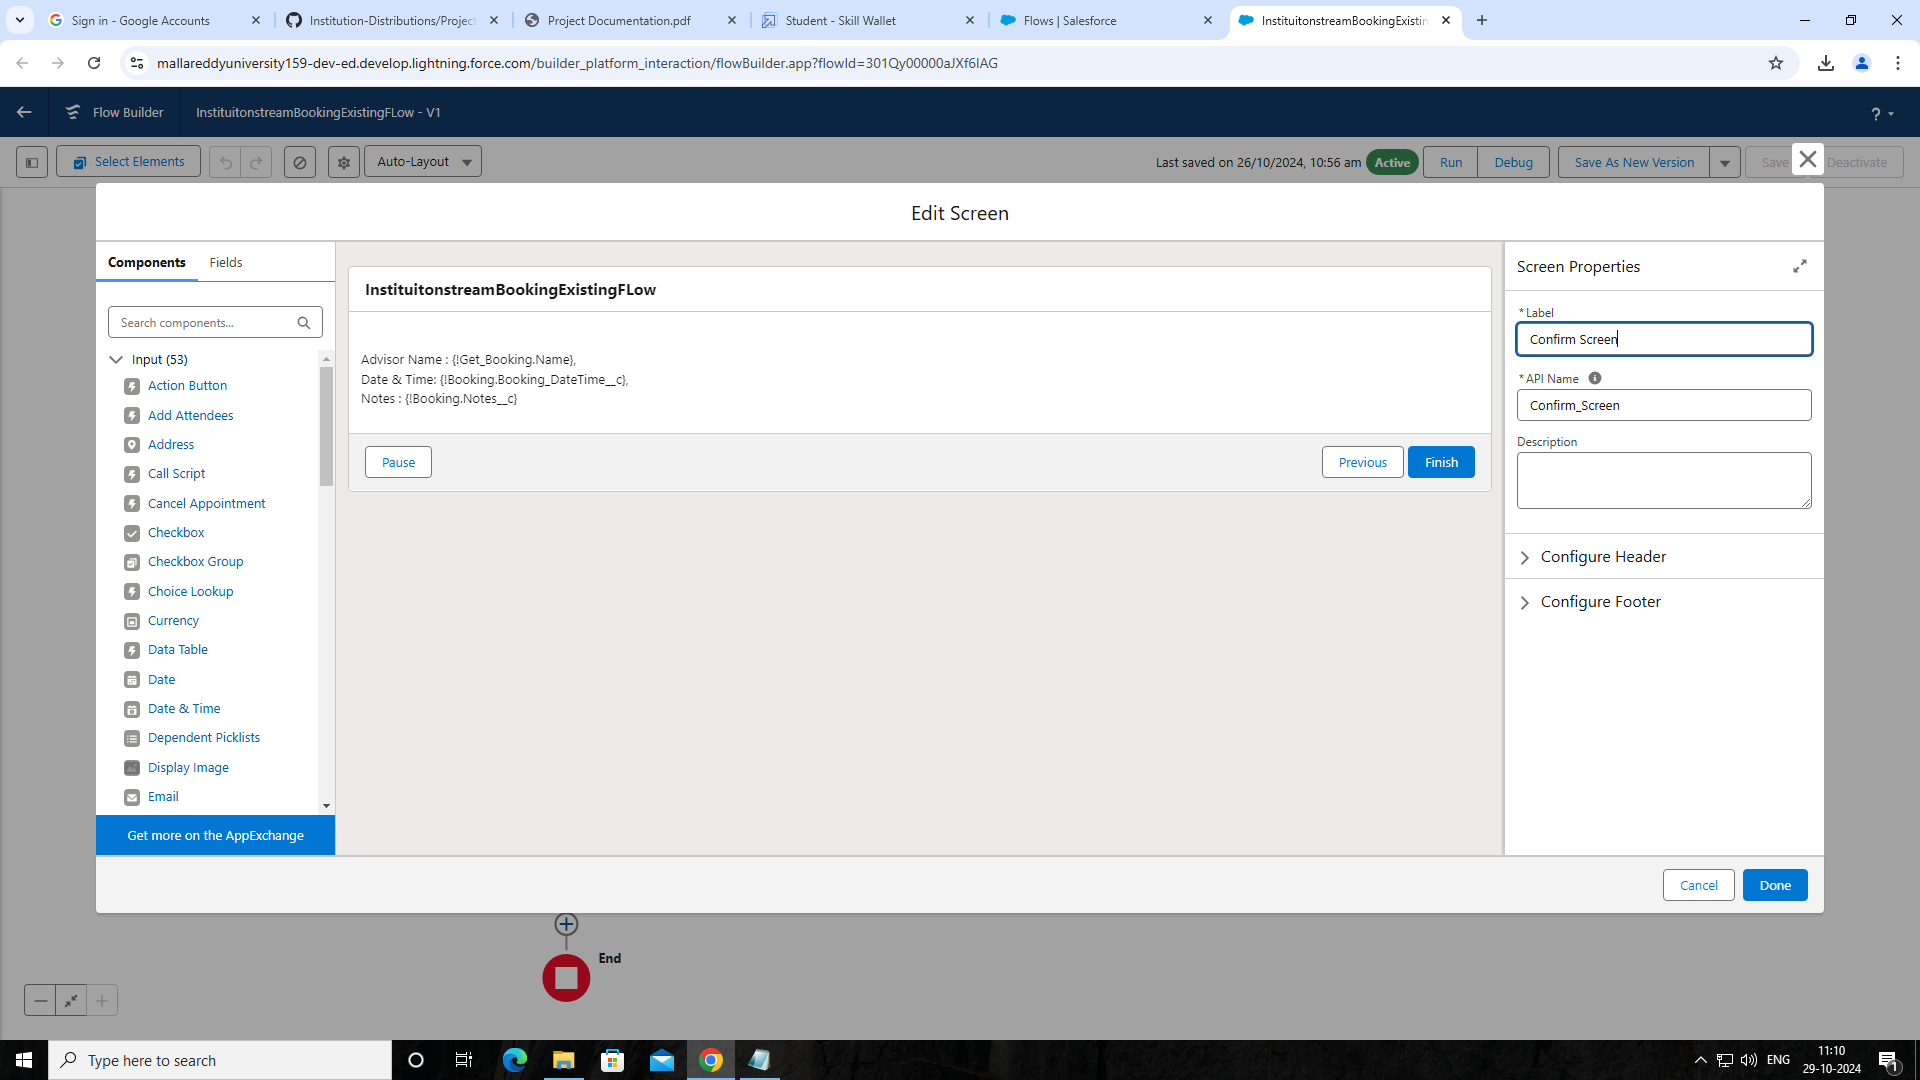 Sign in - Google Accounts
Institution-Distributions/Project
Project Documentation.pdf
Student - Skill Wallet
Flows | Salesforce
InstituitonstreamBookingExistin
mallareddyuniversity159-dev-ed.develop.lightning.force.com/builder_platform_interaction/flowBuilder.app?flowId=301Qy00000aJXf6IAG
Flow Builder
InstituitonstreamBookingExistingFLow - V1
?
Select Elements
Auto-Layout
Last saved on 26/10/2024, 10:56 am
Active
Run
Debug
Save As New Version
Save
Deactivate
Edit Screen
Components
Fields
Search components...
Input (53)
Action Button
Add Attendees
Address
Call Script
Cancel Appointment
Checkbox
Checkbox Group
Choice Lookup
Currency
Data Table
Date
Date & Time
Dependent Picklists
Display Image
Email
Get more on the AppExchange
InstituitonstreamBookingExistingFLow
Advisor Name : {!Get_Booking.Name},
Date & Time: {!Booking.Booking_DateTime__c},
Notes : {!Booking.Notes__c}
Pause
Previous
Finish
Screen Properties
* Label
Confirm Screen
* API Name
Confirm_Screen
Description
Configure Header
Configure Footer
Cancel
Done
End
Type here to search
ENG
11:10
29-10-2024
1